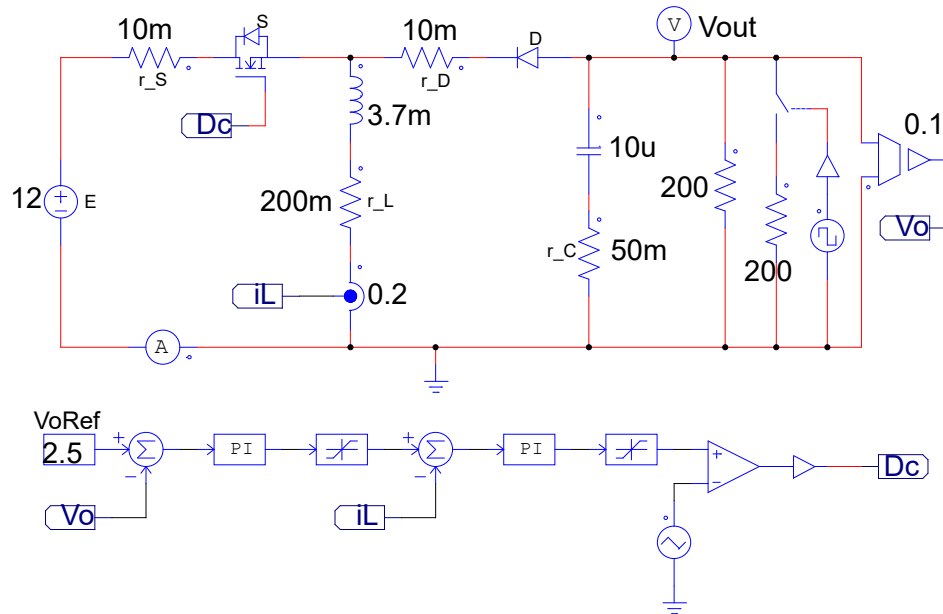 10m
S
10m
D
V
Vout
r_S
r_D
Dc
3.7m
10u
0.1
12
E
200m
r_L
200
r_C
50m
Vo
200
iL
0.2
A
VoRef
2.5
+
Σ
−
PI
+
Σ
−
PI
+
−
Dc
Vo
iL